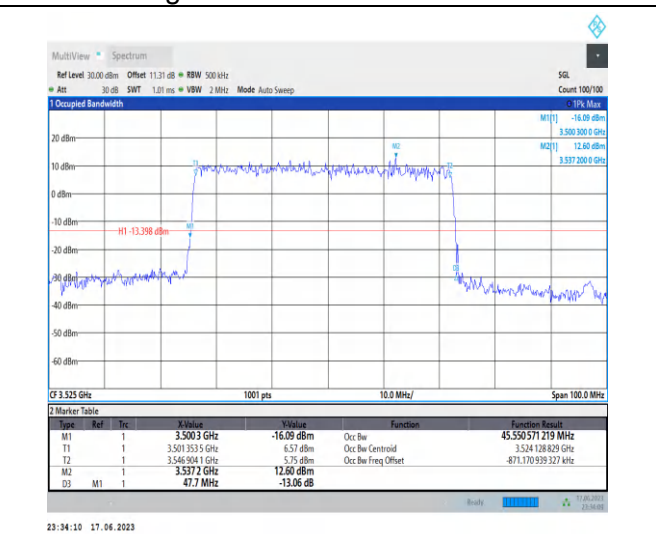 MultiView Spectrum
Ref Level 30.00 dBm Offset 11.31 dB RBW 500 kHz SGL
Att 30 dB SWT 1.01 ms VBW 2 MHz Mode Auto Sweep Count 100/100
1 Occupied Bandwidth 1Pk Max
M1[1] -16.09 dBm
3.500 300 0 GHz
M2[1] 12.60 dBm
3.537 200 0 GHz
20 dBm
M2
10 dBm
T1
T2
0 dBm
-10 dBm
H1 -13.398 dBm
M1
-20 dBm
D3
-30 dBm
-40 dBm
-50 dBm
-60 dBm
CF 3.525 GHz 1001 pts 10.0 MHz/ Span 100.0 MHz
2 Marker Table
Type Ref Trc X-Value Y-Value Function Function Result
M1 1 3.5003 GHz -16.09 dBm Occ Bw 45.550 571 219 MHz
T1 1 3.501 353 5 GHz 6.57 dBm Occ Bw Centroid 3.524 128 829 GHz
T2 1 3.546 904 1 GHz 5.75 dBm Occ Bw Freq Offset -871.170 939 327 kHz
M2 1 3.5372 GHz 12.60 dBm
D3 M1 1 47.7 MHz -13.06 dB
Ready 17.06.2023
23:34:10 17.06.2023